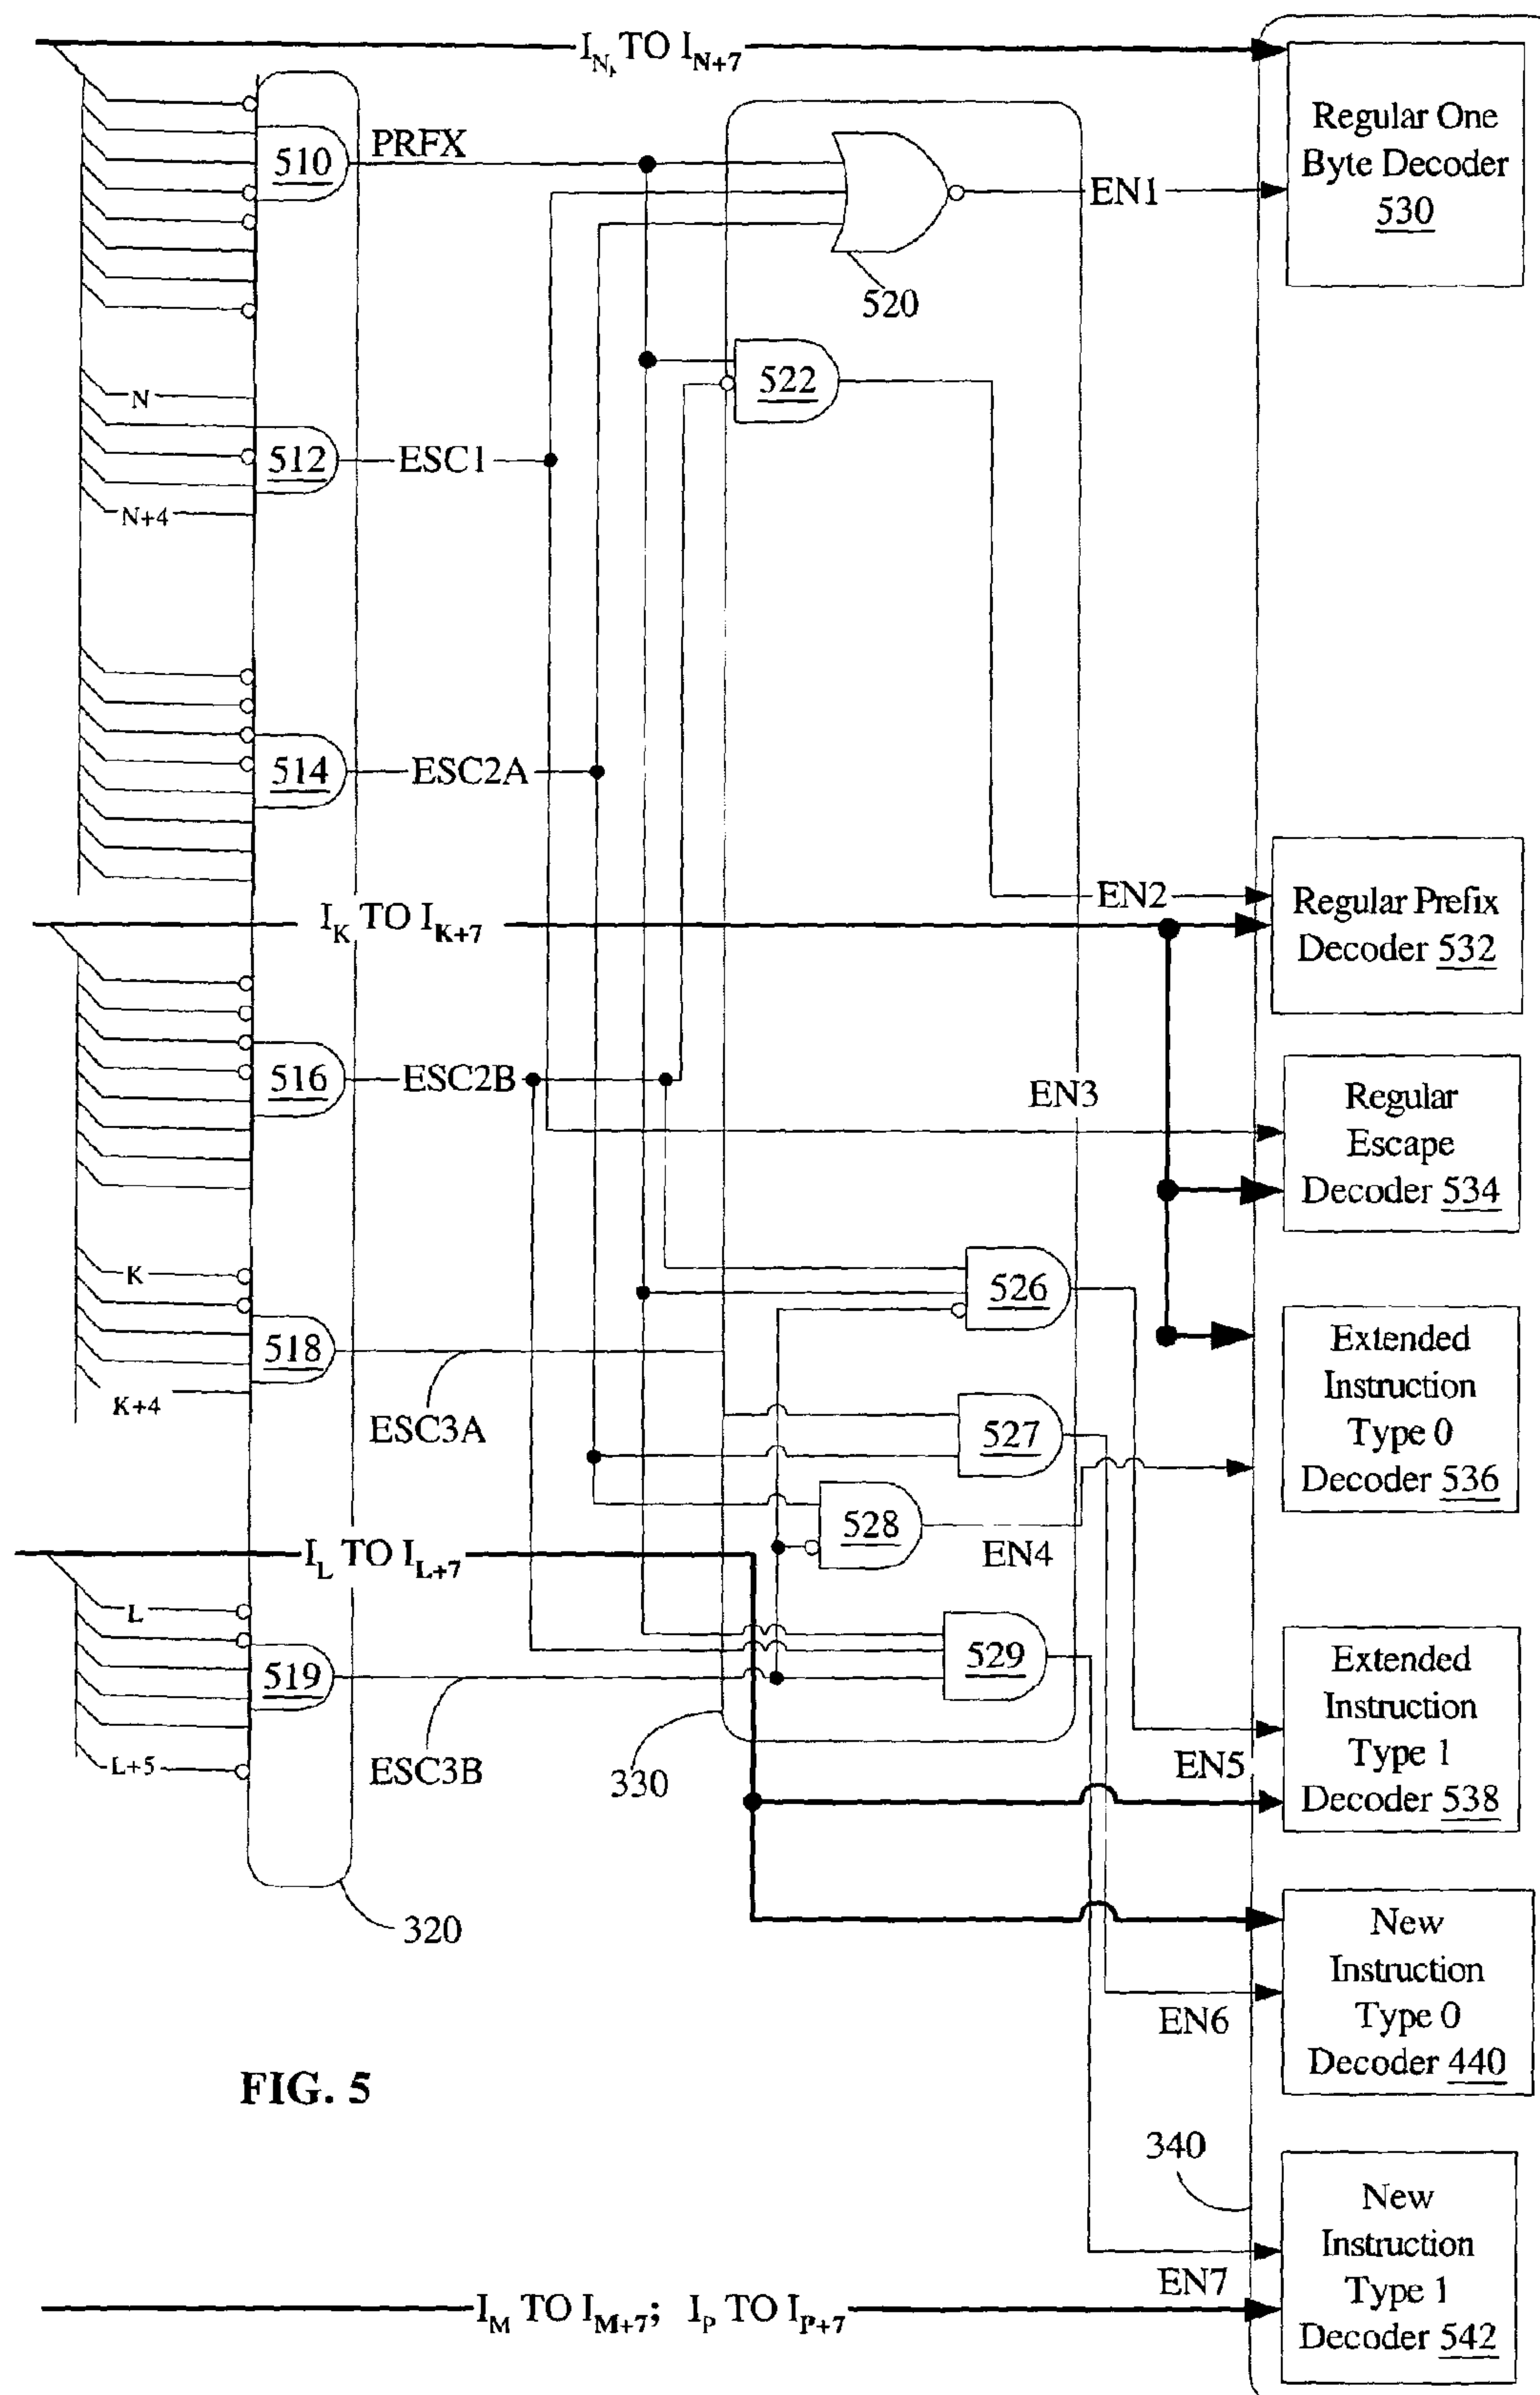 I_N, TO I_N+7
Regular One
Byte Decoder
530
510
PRFX
EN1
520
522
N
512
ESC1
N+4
514
ESC2A
EN2
I_K TO I_K+7
Regular Prefix
Decoder 532
516
ESC2B
EN3
Regular
Escape
Decoder 534
K
526
518
K+4
ESC3A
527
Extended
Instruction
Type 0
Decoder 536
528
EN4
I_L TO I_L+7
L
519
529
L+5
ESC3B
330
EN5
Extended
Instruction
Type 1
Decoder 538
320
New
Instruction
Type 0
Decoder 440
EN6
FIG. 5
340
New
Instruction
Type 1
Decoder 542
EN7
I_M TO I_M+7; I_P TO I_P+7